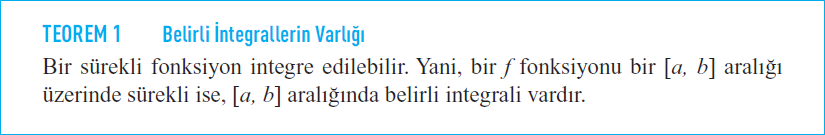 TEOREM 1 Belirli İntegrallerin Varlığı
Bir sürekli fonksiyon integre edilebilir. Yani, bir f fonksiyonu bir [a, b] aralığı
üzerinde sürekli ise, [a, b] aralığında belirli integrali vardır.